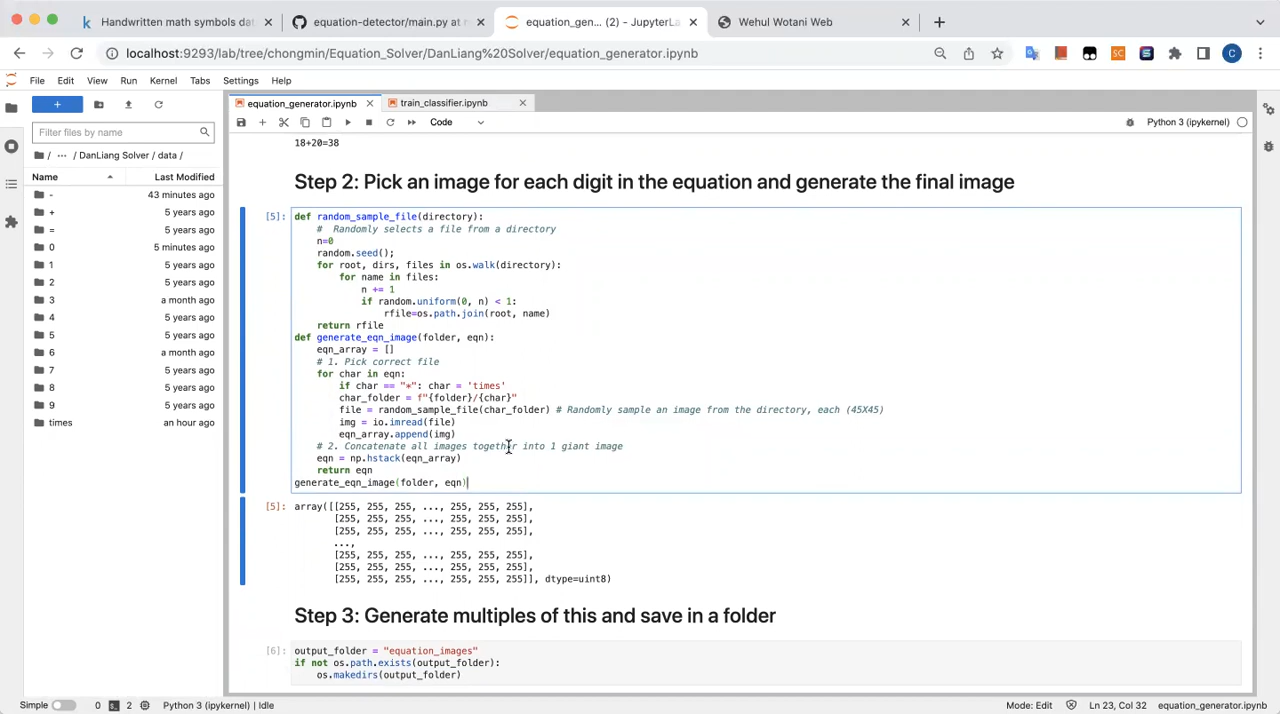 Handwritten math symbols dat
equation-detector/main.py at m
equation_gen... (2) - JupyterLa
Wehul Wotani Web
localhost:9293/lab/tree/chongmin/Equation_Solver/DanLiang%20Solver/equation_generator.ipynb
SC
C
File Edit View Run Kernel Tabs Settings Help
equation_generator.ipynb
train_classifier.ipynb
Code
Python 3 (ipykernel)
Filter files by name
/ ... / DanLiang Solver / data /
Name Last Modified
- 43 minutes ago
+ 5 years ago
= 5 years ago
0 5 minutes ago
1 5 years ago
2 5 years ago
3 a month ago
4 5 years ago
5 5 years ago
6 a month ago
7 5 years ago
8 5 years ago
9 5 years ago
times an hour ago
18+20=38
Step 2: Pick an image for each digit in the equation and generate the final image
[5]: def random_sample_file(directory):
# Randomly selects a file from a directory
n=0
random.seed();
for root, dirs, files in os.walk(directory):
for name in files:
n += 1
if random.uniform(0, n) < 1:
rfile=os.path.join(root, name)
return rfile
def generate_eqn_image(folder, eqn):
eqn_array = []
# 1. Pick correct file
for char in eqn:
if char == "*": char = 'times'
char_folder = f"{folder}/{char}"
file = random_sample_file(char_folder) # Randomly sample an image from the directory, each (45X45)
img = io.imread(file)
eqn_array.append(img)
# 2. Concatenate all images together into 1 giant image
eqn = np.hstack(eqn_array)
return eqn
generate_eqn_image(folder, eqn)
[5]: array([[255, 255, 255, ..., 255, 255, 255],
[255, 255, 255, ..., 255, 255, 255],
[255, 255, 255, ..., 255, 255, 255],
...,
[255, 255, 255, ..., 255, 255, 255],
[255, 255, 255, ..., 255, 255, 255],
[255, 255, 255, ..., 255, 255, 255]], dtype=uint8)
Step 3: Generate multiples of this and save in a folder
[6]: output_folder = "equation_images"
if not os.path.exists(output_folder):
os.makedirs(output_folder)
Simple 0 2 Python 3 (ipykernel) | Idle
Mode: Edit Ln 23, Col 32 equation_generator.ipynb